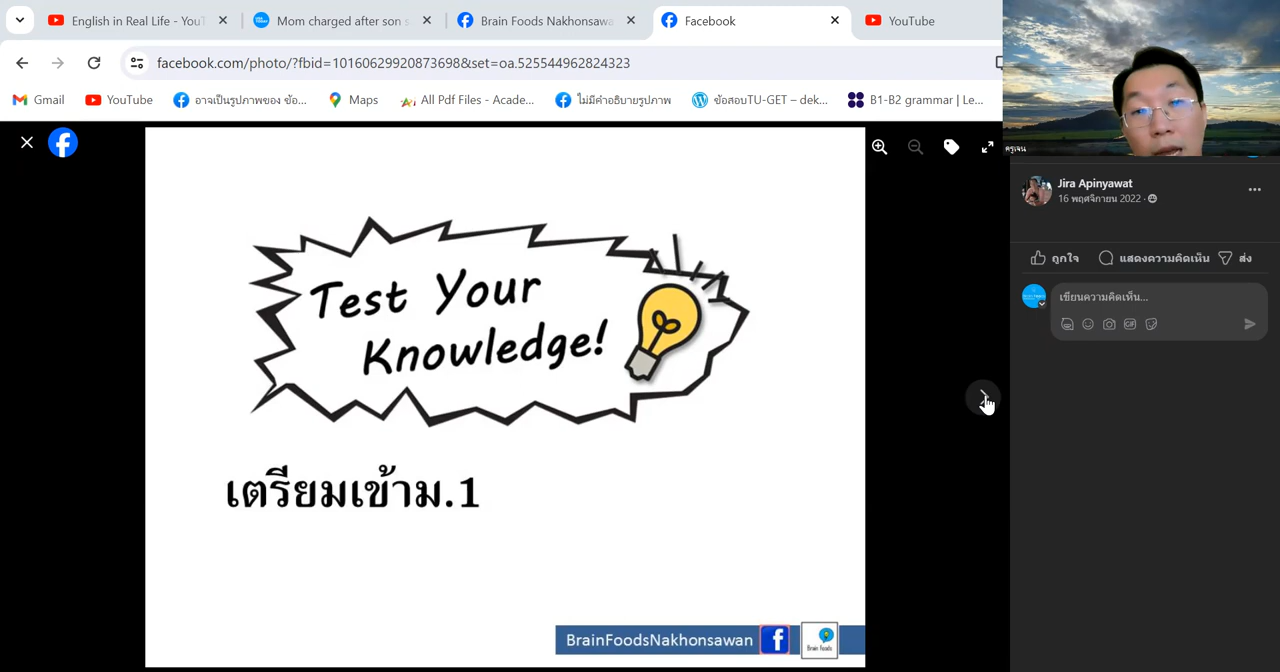 English in Real Life - YouT
Mom charged after son s
Brain Foods Nakhonsawa
Facebook
YouTube
facebook.com/photo/?fbid=10160629920873698&set=oa.525544962824323
Gmail
YouTube
อาจเป็นรูปภาพของ ข้อ...
Maps
All Pdf Files - Acade...
ไม่มีคำอธิบายรูปภาพ
ข้อสอบTU-GET – dek...
B1-B2 grammar | Le...
ครูเจน
Jira Apinyawat
16 พฤศจิกายน 2022
ถูกใจ
แสดงความคิดเห็น
ส่ง
เขียนความคิดเห็น...
Test Your
Knowledge!
เตรียมเข้าม.1
BrainFoodsNakhonsawan
Brain Foods